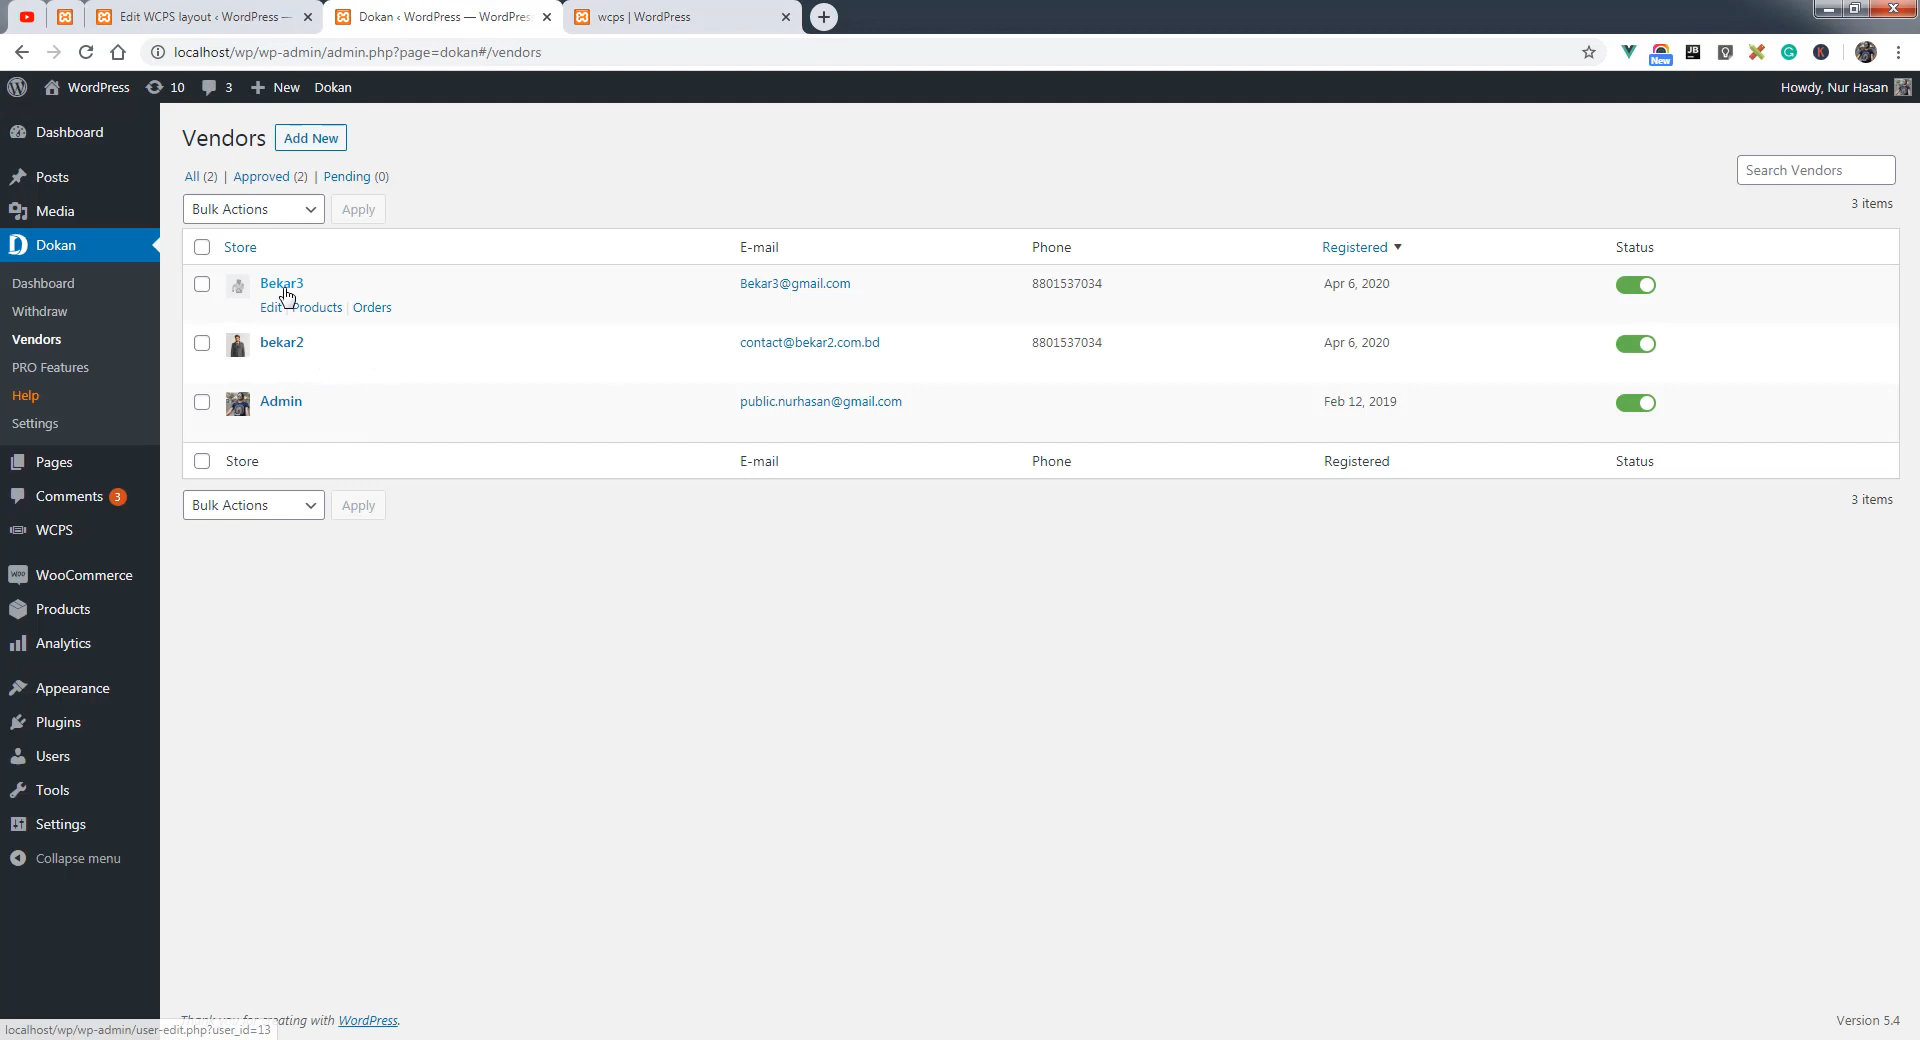 Edit WCPS layout ‹ WordPress —
Dokan ‹ WordPress — WordPres
wcps | WordPress
localhost/wp/wp-admin/admin.php?page=dokan#/vendors
New
JB
K
WordPress
10
3
New
Dokan
Howdy, Nur Hasan
Dashboard
Posts
Media
Dokan
Dashboard
Withdraw
Vendors
PRO Features
Help
Settings
Pages
Comments 3
WCPS
WooCommerce
Products
Analytics
Appearance
Plugins
Users
Tools
Settings
Collapse menu
Vendors Add New
All (2) | Approved (2) | Pending (0)
Search Vendors
Bulk Actions Apply
3 items
Store E-mail Phone Registered Status
Bekar3 Bekar3@gmail.com 8801537034 Apr 6, 2020
Edit | Products | Orders
bekar2 contact@bekar2.com.bd 8801537034 Apr 6, 2020
Admin public.nurhasan@gmail.com Feb 12, 2019
Store E-mail Phone Registered Status
Bulk Actions Apply
3 items
Thank you for creating with WordPress.
Version 5.4
localhost/wp/wp-admin/user-edit.php?user_id=13